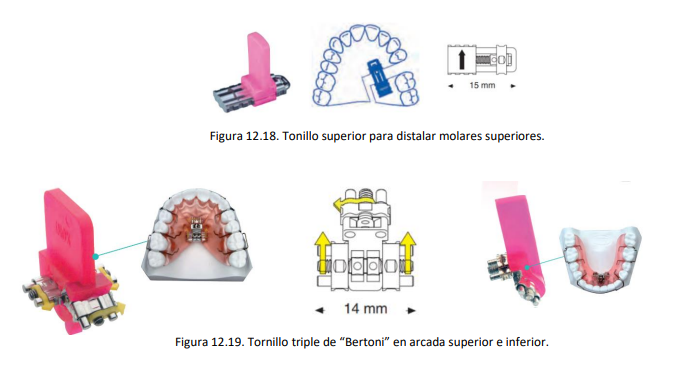 15 mm
Figura 12.18. Tonillo superior para distalar molares superiores.
14 mm
Figura 12.19. Tornillo triple de “Bertoni” en arcada superior e inferior.